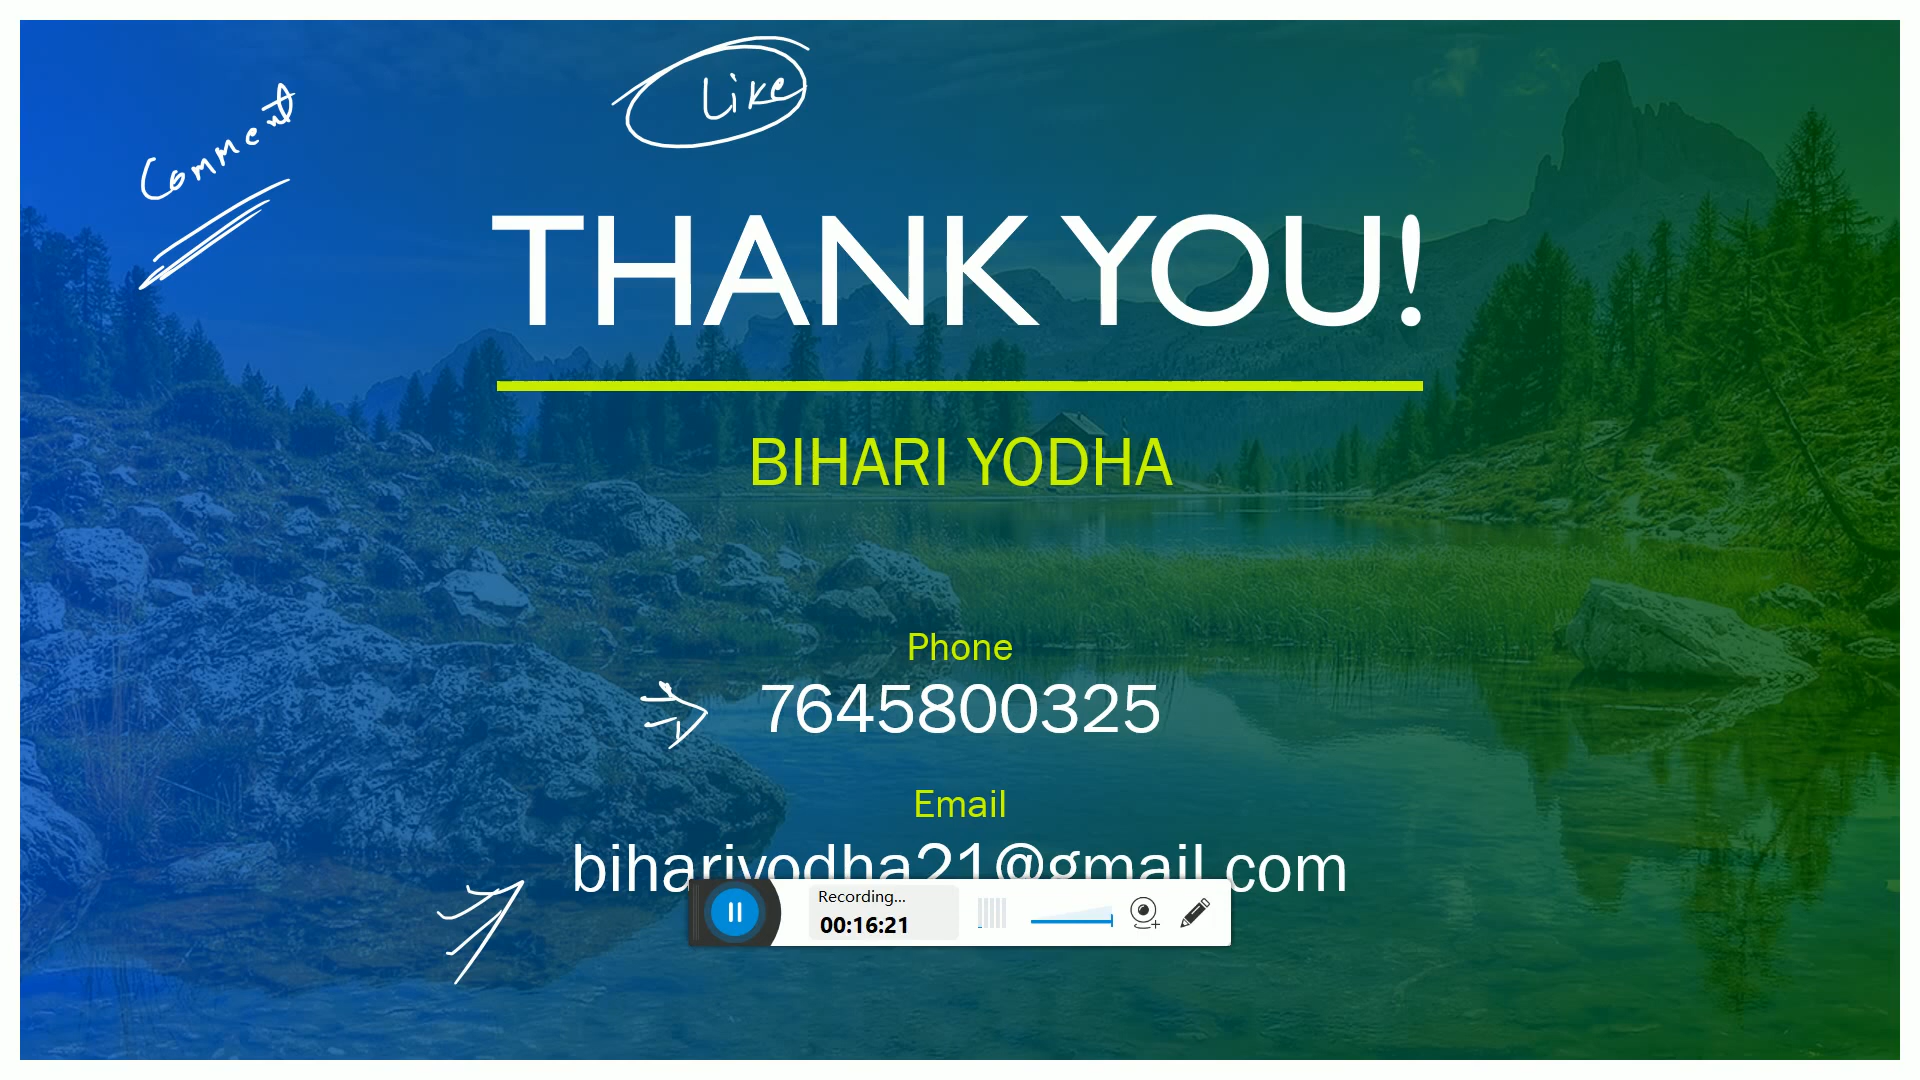 Like
Comment
THANK YOU!
BIHARI YODHA
Phone
7645800325
Email
bihariyodha21@gmail.com
Recording...
00:16:21